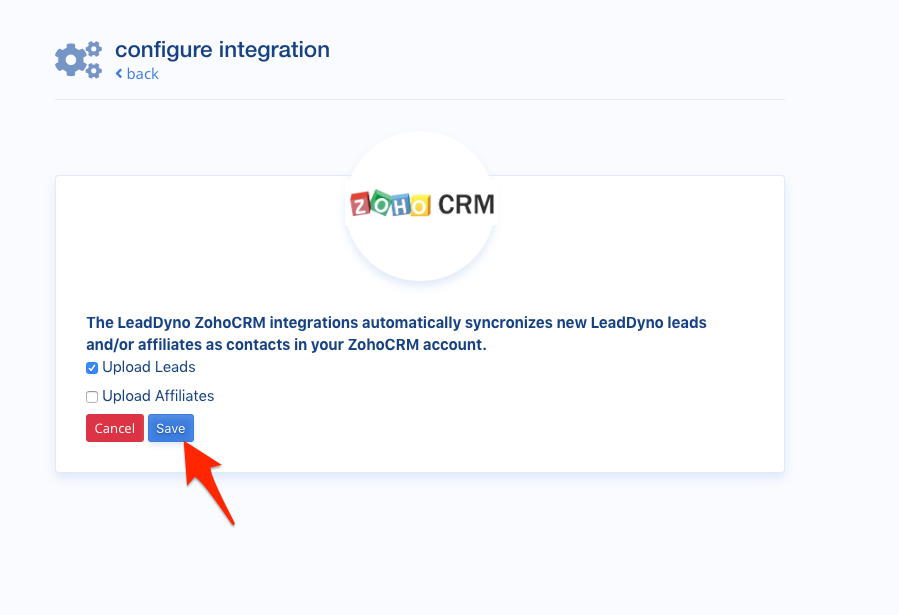 configure integration
back
ZOHO CRM
The LeadDyno ZohoCRM integrations automatically syncronizes new LeadDyno leads
and/or affiliates as contacts in your ZohoCRM account.
Upload Leads
Upload Affiliates
Cancel Save